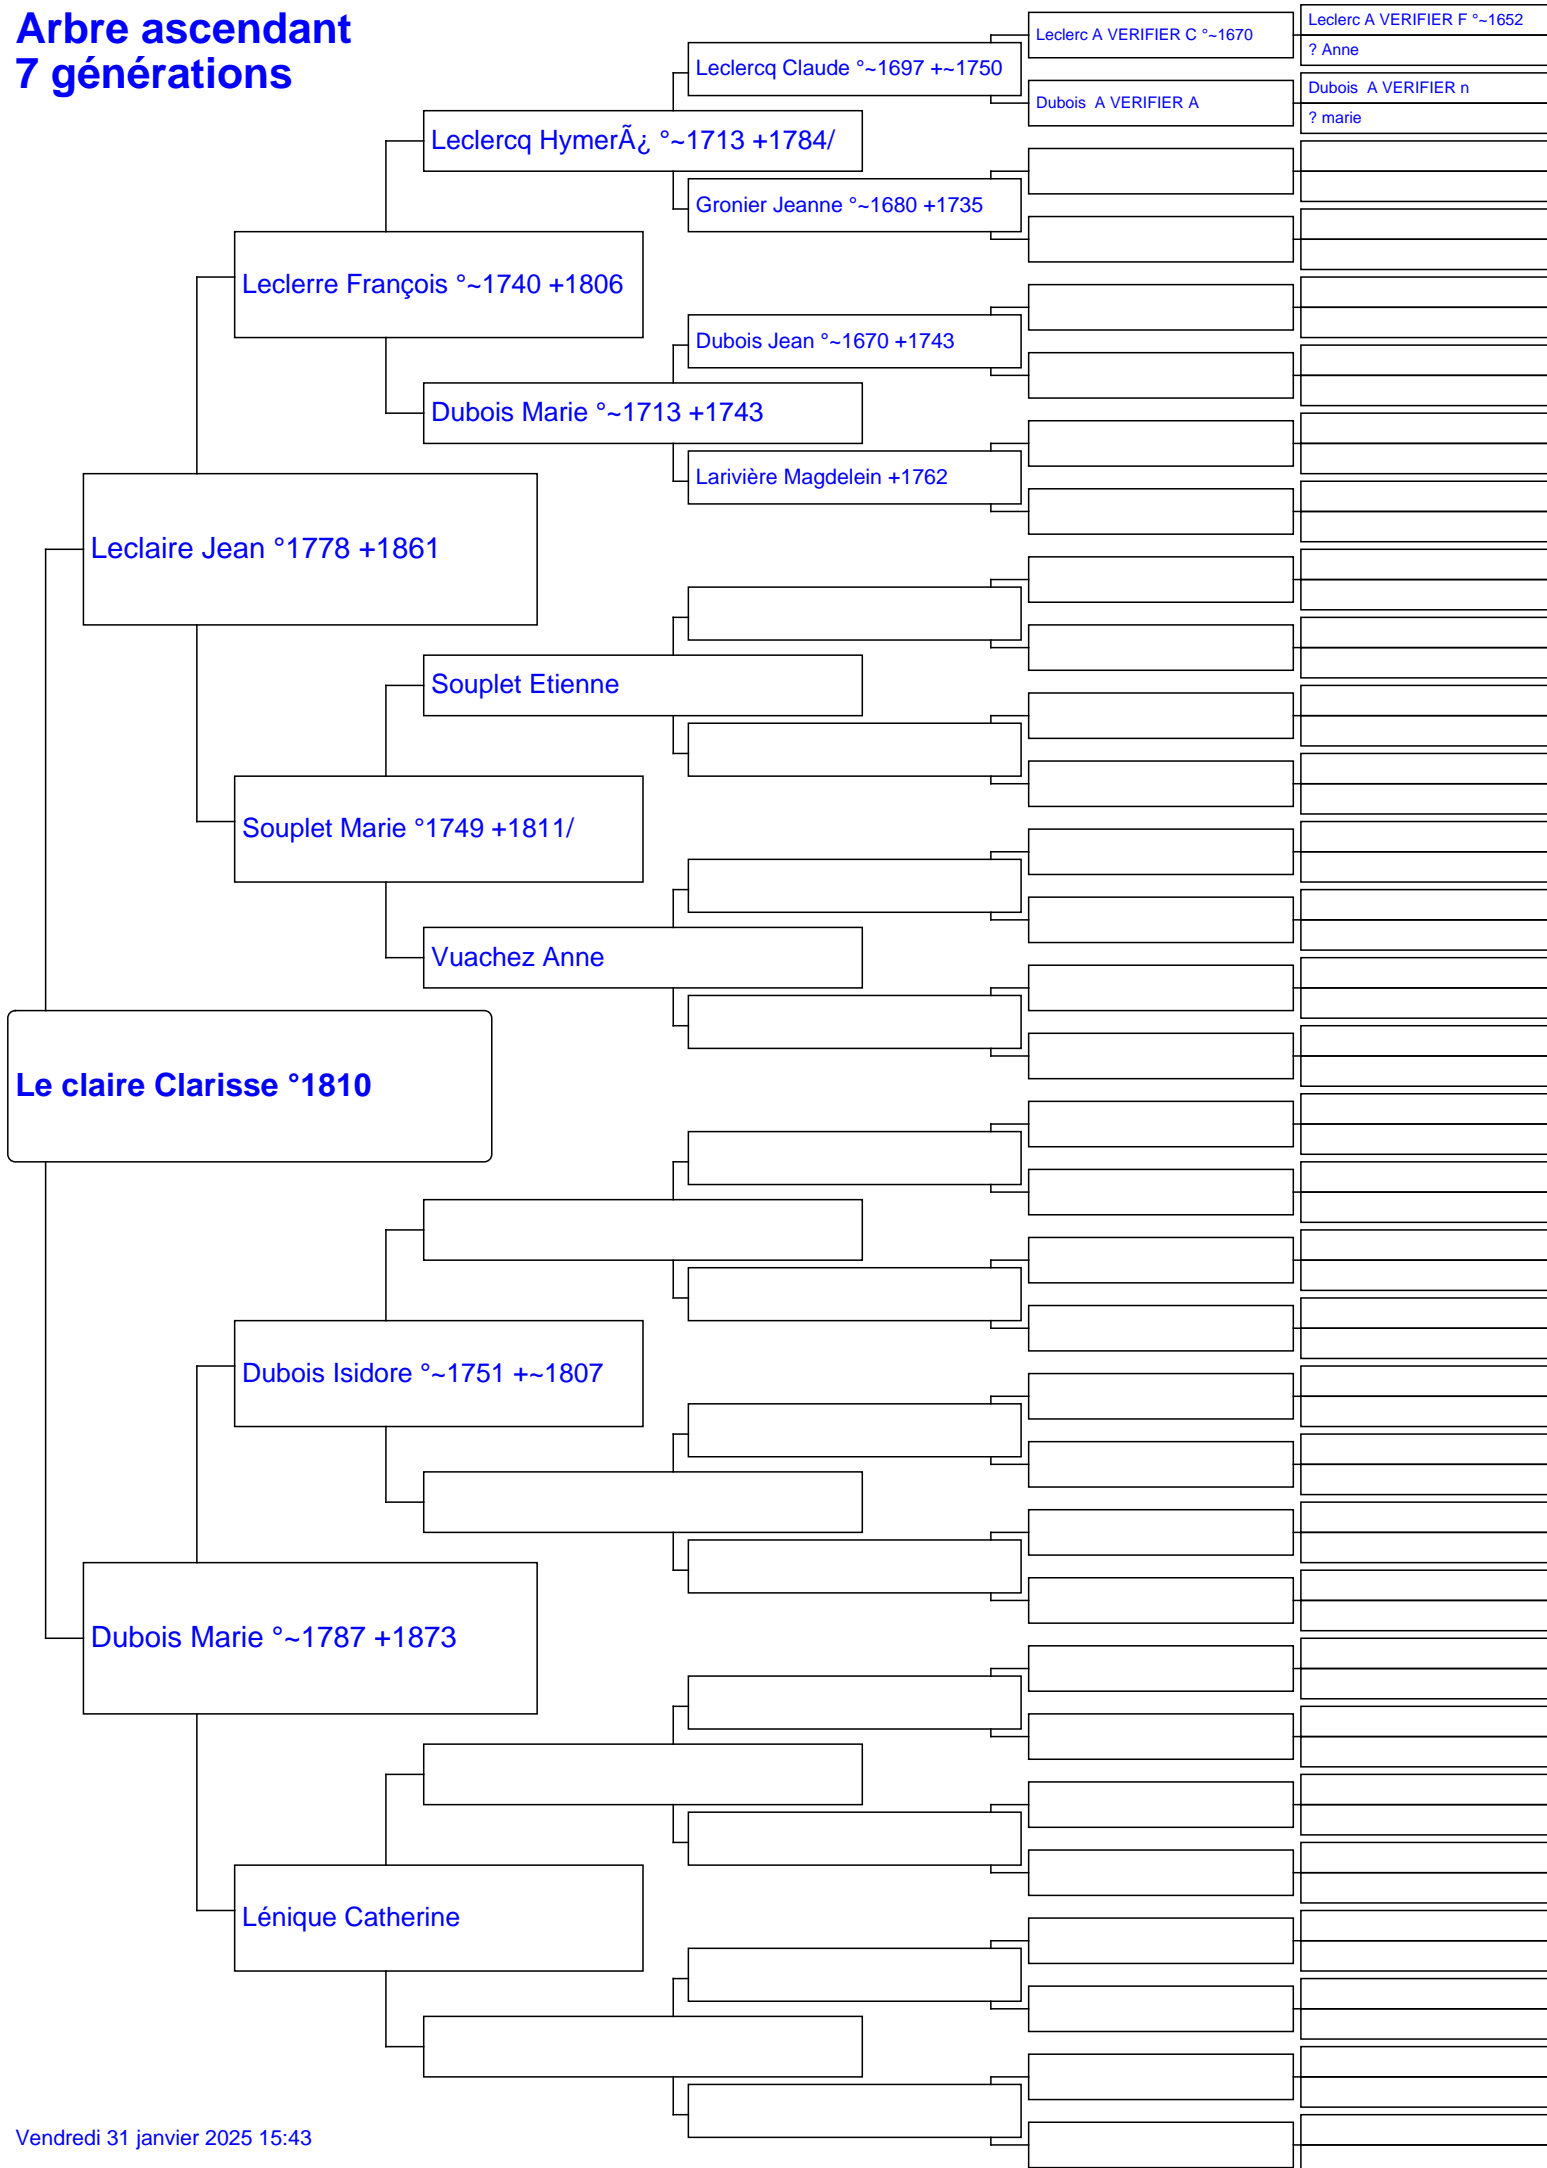 Arbre ascendant
7 générations
Leclerc A VERIFIER F °~1652
Leclerc A VERIFIER C °~1670
? Anne
Leclercq Claude °~1697 +~1750
Dubois  A VERIFIER n
Dubois  A VERIFIER A
? marie
Leclercq HymerÃ¿ °~1713 +1784/
Gronier Jeanne °~1680 +1735
Leclerre François °~1740 +1806
Dubois Jean °~1670 +1743
Dubois Marie °~1713 +1743
Larivière Magdelein +1762
Leclaire Jean °1778 +1861
Souplet Etienne
Souplet Marie °1749 +1811/
Vuachez Anne
Le claire Clarisse °1810
Dubois Isidore °~1751 +~1807
Dubois Marie °~1787 +1873
Lénique Catherine
Vendredi 31 janvier 2025 15:43